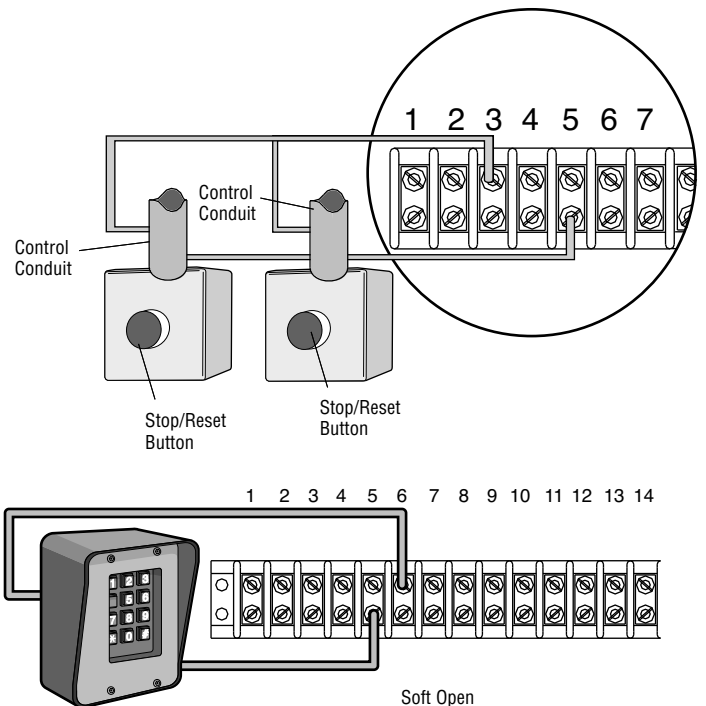 1 2 3 4 5 6 7
Control
Conduit
Control
Conduit
Stop/Reset
Button
Stop/Reset
Button
1 2 3 4 5 6 7 8 9 10 11 12 13 14
1 2 3
5 6
7 8 9
* 0 #
Soft Open